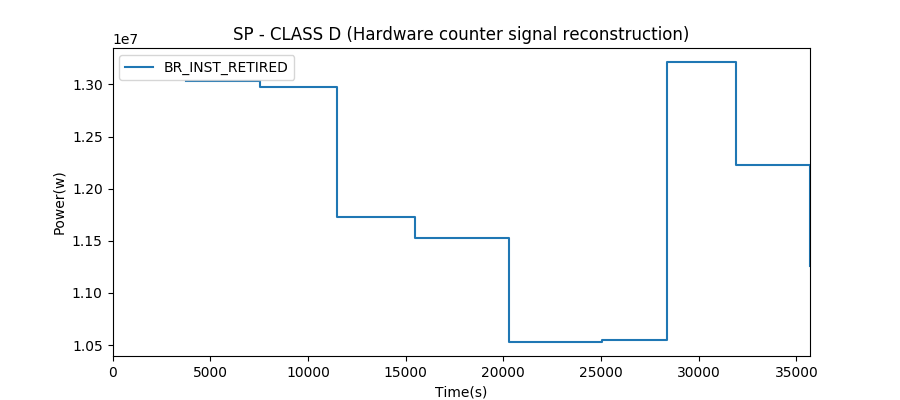 SP - CLASS D (Hardware counter signal reconstruction)
1e7
BR_INST_RETIRED
1.30
1.25
1.20
1.15
1.10
1.05
Power(w)
0 5000 10000 15000 20000 25000 30000 35000
Time(s)